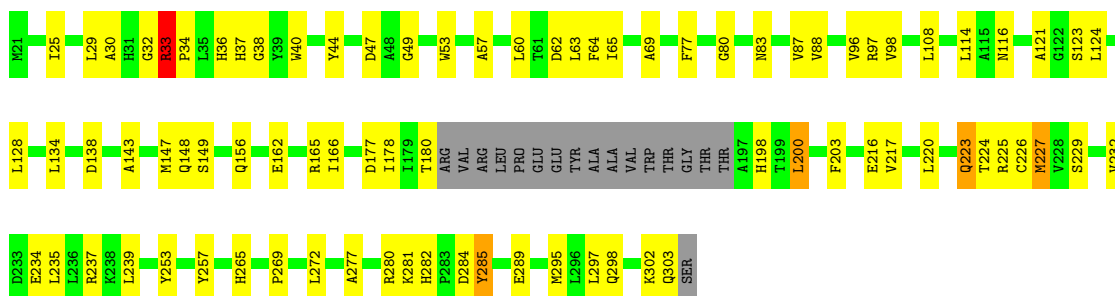 M21 I25 L29 A30 H31 G32 R33 P34 L35 H36 H37 G38 Y39 W40 Y44 D47 A48 G49 W53 A57 L60 T61 D62 L63 F64 I65 A69 F77 G80 N83 V87 V88 V96 R97 V98 L108 L114 A115 N116 A121 G122 S123 L124
L128 L134 D138 A143 M147 Q148 S149 Q156 E162 R165 I166 D177 I178 I179 T180 ARG VAL ARG LEU PRO GLU GLU TYR ALA ALA VAL TRP THR GLY THR THR A197 H198 T199 L200 F203 E216 V217 L220 Q223 T224 R225 C226 M227 V228 S229
D233 E234 L235 L236 R237 K238 L239 Y253 Y257 H265 P269 L272 A277 R280 K281 H282 P283 D284 Y285 E289 M295 L296 L297 Q298 K302 Q303 SER